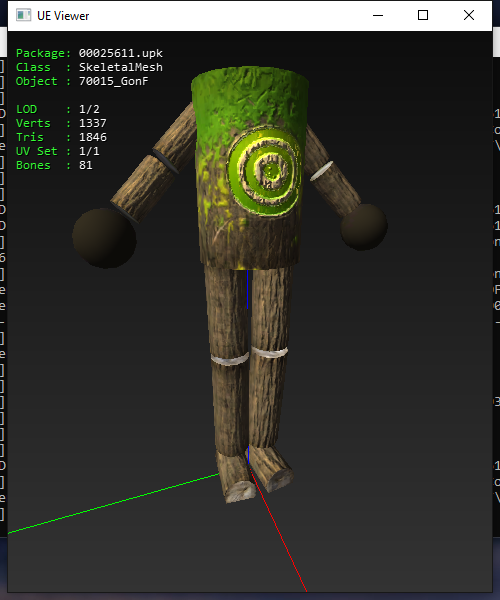 UE Viewer
Package: 00025611.upk
Class  : SkeletalMesh
Object : 70015_GonF
LOD    : 1/2
Verts  : 1337
Tris   : 1846
UV Set : 1/1
Bones  : 81